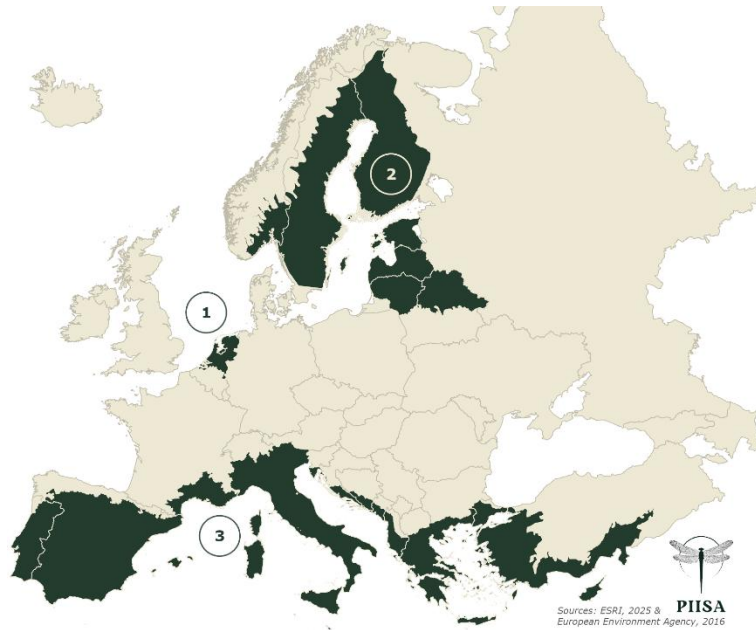 2
1
3
PIISA
Sources: ESRI, 2025 &
European Environment Agency, 2016